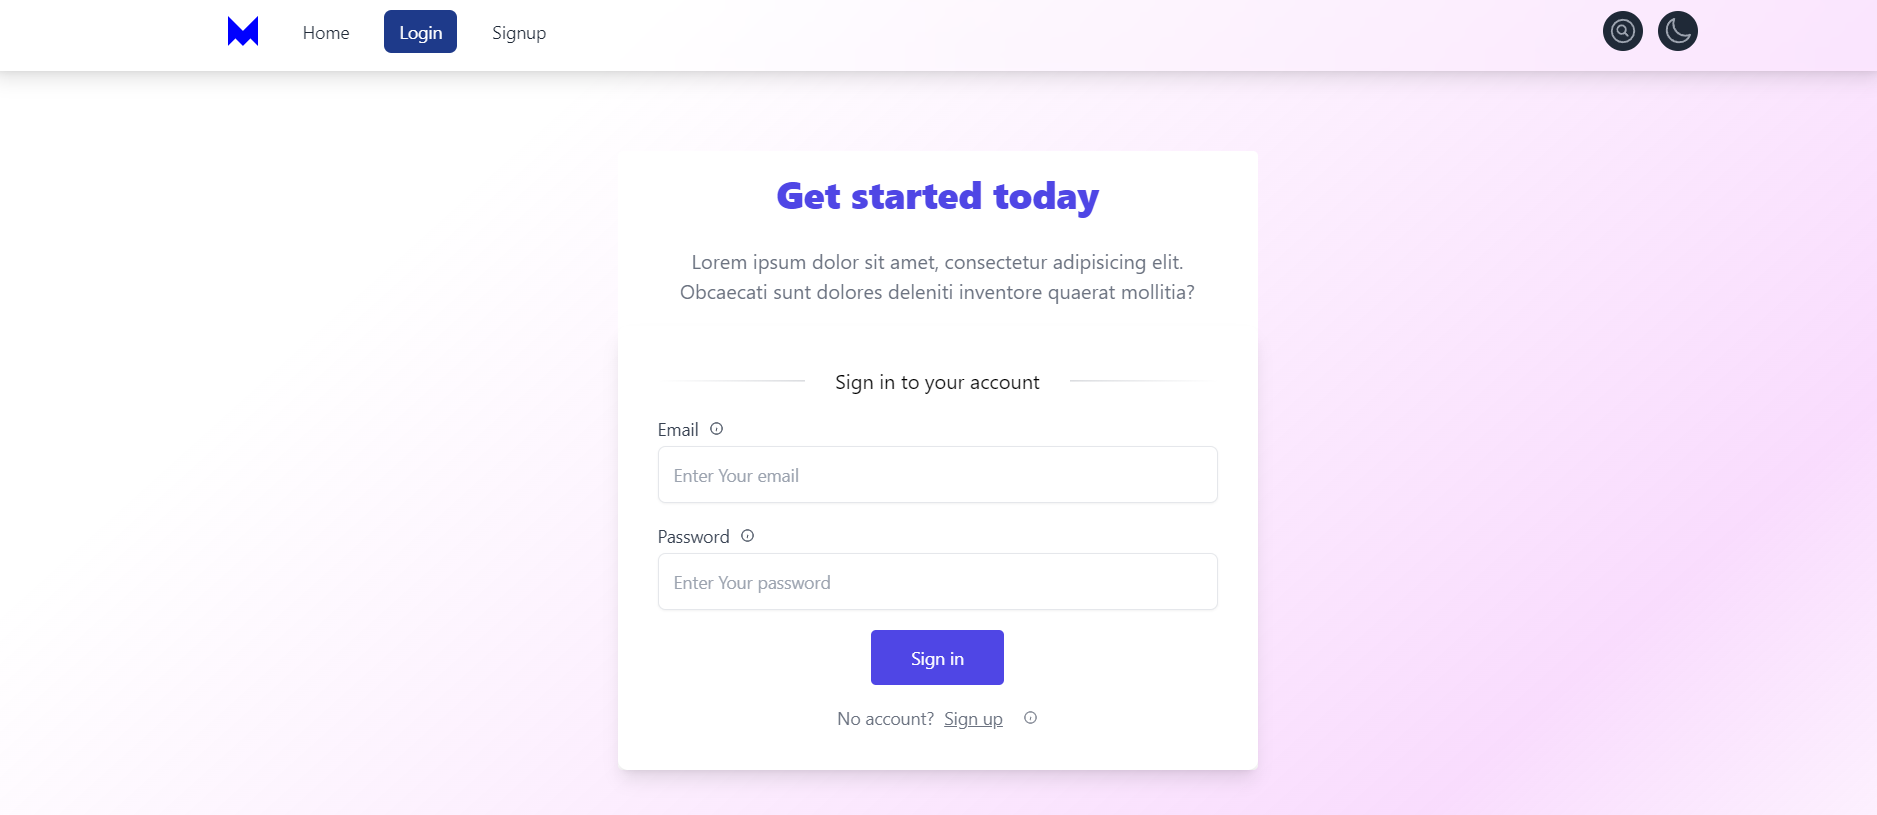 Home
Login
Signup
Get started today
Lorem ipsum dolor sit amet, consectetur adipisicing elit.
Obcaecati sunt dolores deleniti inventore quaerat mollitia?
Sign in to your account
Email
Enter Your email
Password
Enter Your password
Sign in
No account? Sign up